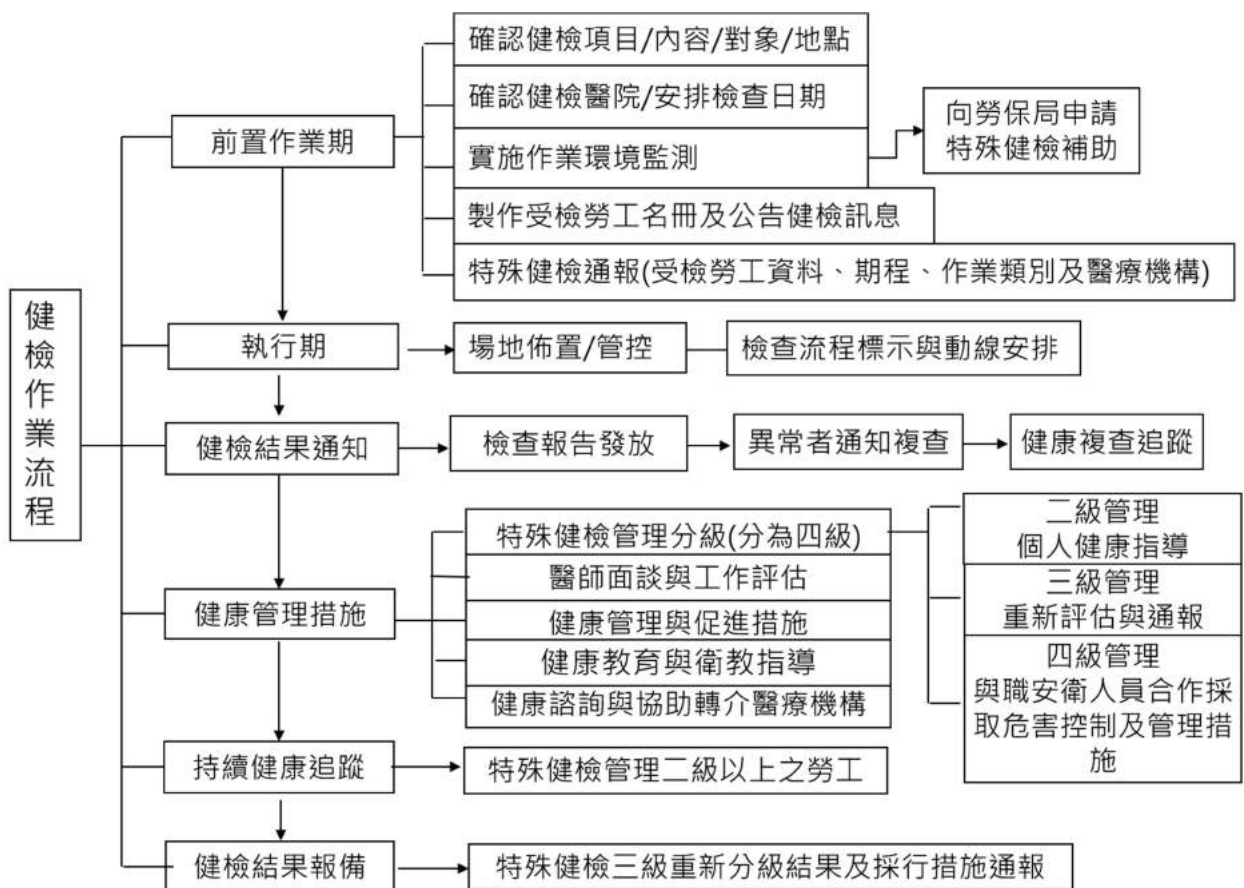 健檢作業流程
前置作業期
確認健檢項目/內容/對象/地點
確認健檢醫院/安排檢查日期
實施作業環境監測
製作受檢勞工名冊及公告健檢訊息
特殊健檢通報(受檢勞工資料、期程、作業類別及醫療機構)
向勞保局申請
特殊健檢補助
執行期
場地佈置/管控
檢查流程標示與動線安排
健檢結果通知
檢查報告發放
異常者通知複查
健康複查追蹤
健康管理措施
特殊健檢管理分級(分為四級)
醫師面談與工作評估
健康管理與促進措施
健康教育與衛教指導
健康諮詢與協助轉介醫療機構
二級管理
個人健康指導
三級管理
重新評估與通報
四級管理
與職安衛人員合作採
取危害控制及管理措
施
持續健康追蹤
特殊健檢管理二級以上之勞工
健檢結果報備
特殊健檢三級重新分級結果及採行措施通報